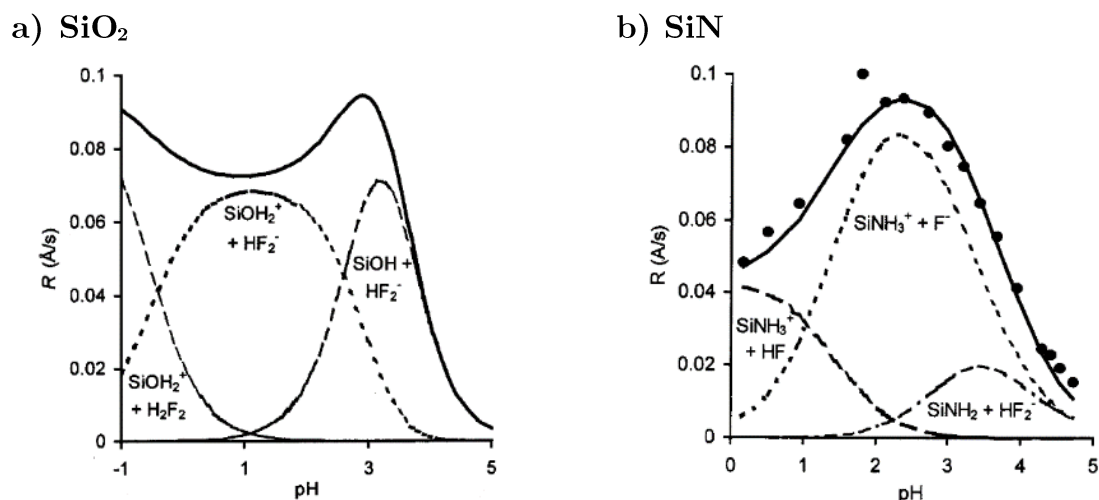 a) SiO₂
R (Å/s)
0.1
0.08
0.06
0.04
0.02
0
SiOH₂⁺
+ HF₂⁻
SiOH +
HF₂⁻
SiOH₂⁺
+ H₂F₂
-1
1
3
5
pH
b) SiN
R (Å/s)
0.1
0.08
0.06
0.04
0.02
0
SiNH₃⁺ + F⁻
SiNH₃⁺
+ HF
SiNH₂ + HF₂⁻
0
1
2
3
4
5
pH